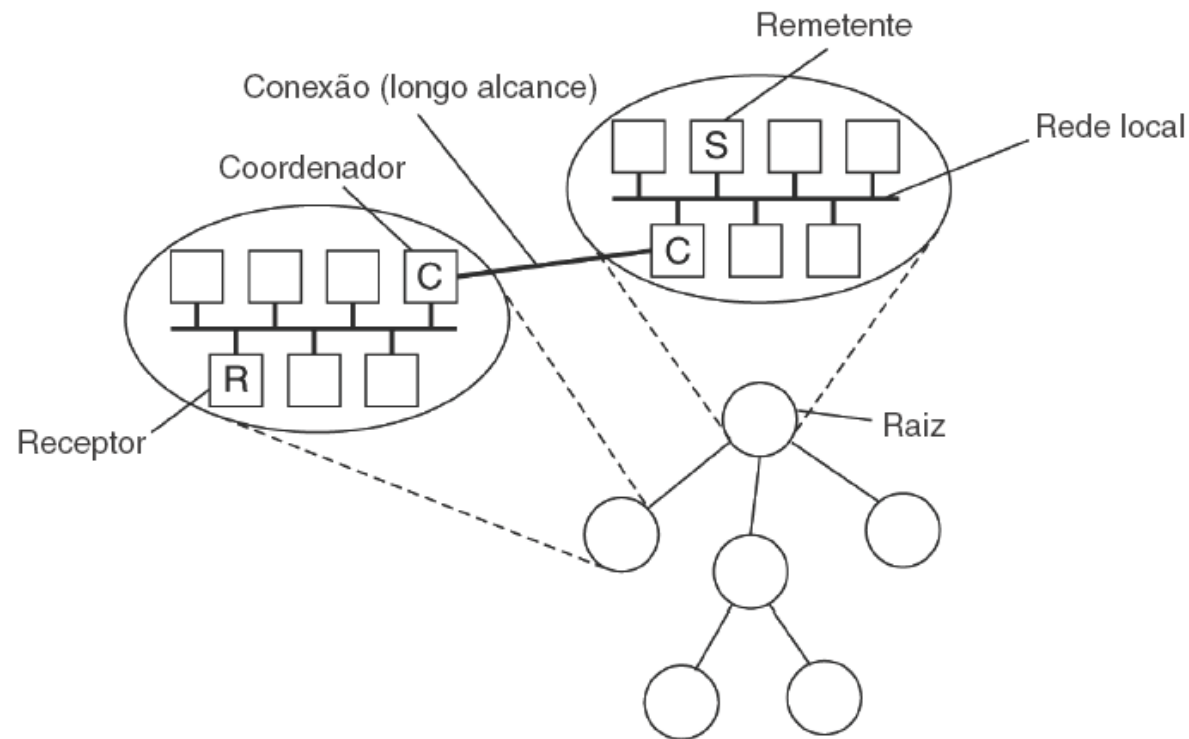 Remetente
Conexão (longo alcance)
Rede local
S
Coordenador
C
C
R
Receptor
Raiz